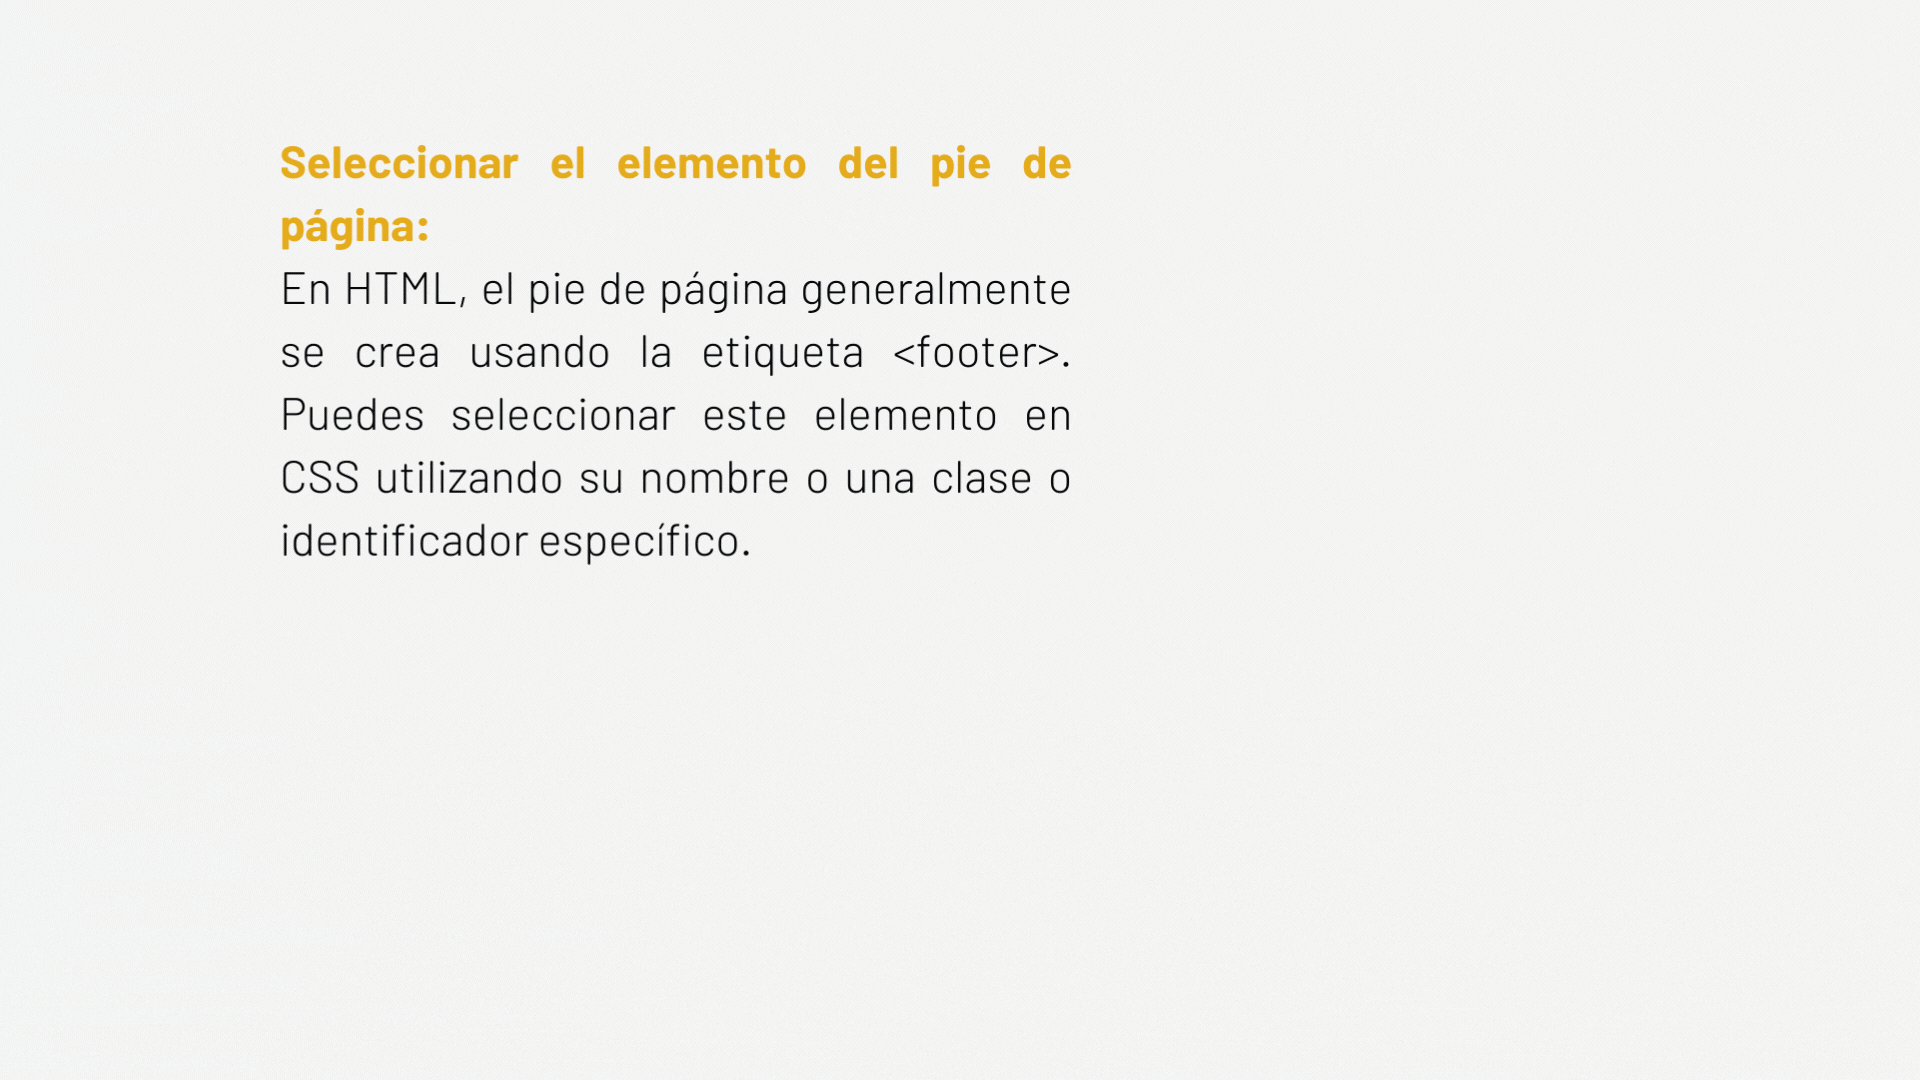 Seleccionar el elemento del pie de
página:
En HTML, el pie de página generalmente
se crea usando la etiqueta <footer>.
Puedes seleccionar este elemento en
CSS utilizando su nombre o una clase o
identificador específico.